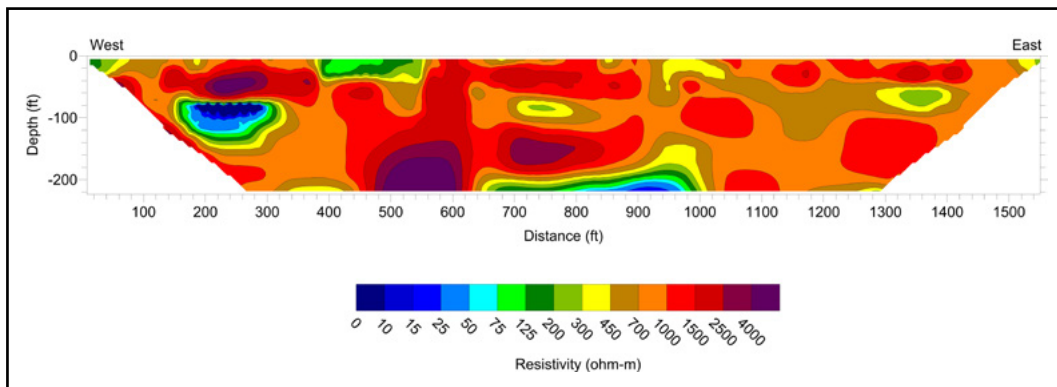 West East
0
-100
-200
Depth (ft)
100 200 300 400 500 600 700 800 900 1000 1100 1200 1300 1400 1500
Distance (ft)
0 10 15 25 50 75 125 200 300 450 700 1000 1500 2500 4000
Resistivity (ohm-m)